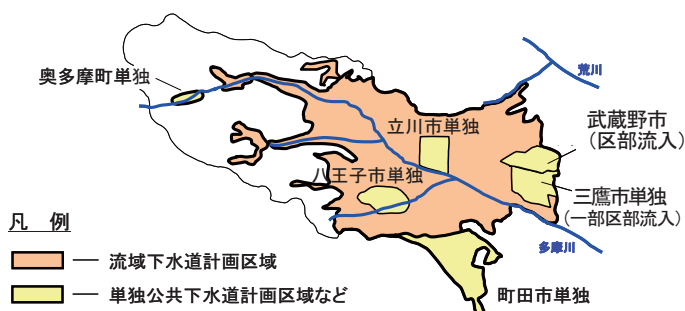 荒川
奥多摩町単独
武蔵野市
(区部流入)
立川市単独
八王子市単独
三鷹市単独
(一部区部流入)
多摩川
凡 例
流域下水道計画区域
単独公共下水道計画区域など
町田市単独